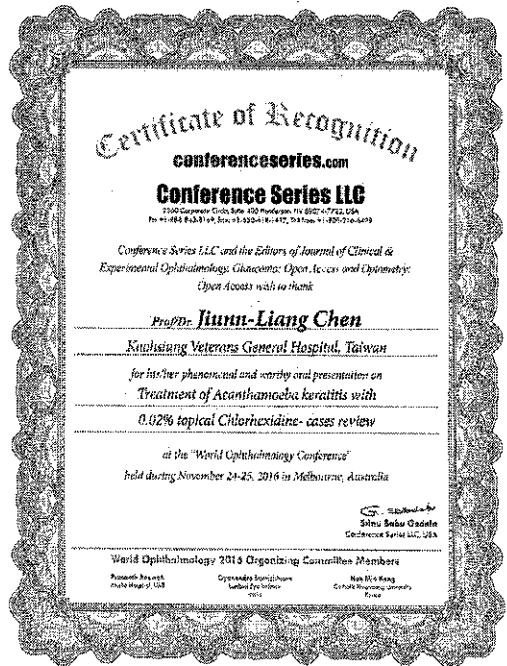 Certificate of Recognition
conferenceseries.com
Conference Series LLC
Conference Series LLC and the Editors of Journal of Clinical &
Experimental Ophthalmology, Glaucoma: Open Access and Optometry:
Open Access wish to thank
Prof/Dr. Jiunn-Liang Chen
Kaohsiung Veterans General Hospital, Taiwan
for his/her phenomenal and worthy oral presentation on
Treatment of Acanthamoeba keratitis with
0.02% topical Chlorhexidine- cases review
at the "World Ophthalmology Conference"
held during November 24-25, 2016 in Melbourne, Australia
Srinu Babu Gedela
Conference Series LLC, USA
World Ophthalmology 2016 Organizing Committee Members